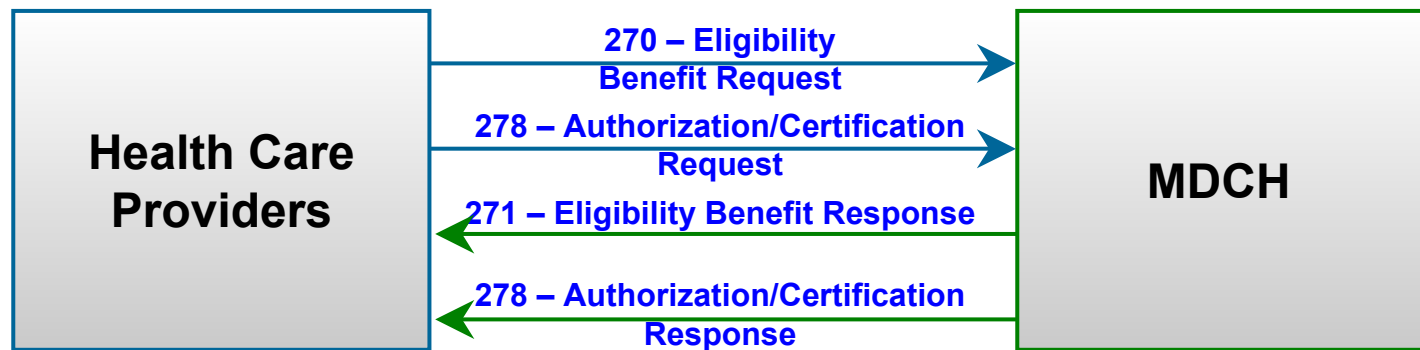 Health Care
Providers
270 – Eligibility
Benefit Request
278 – Authorization/Certification
Request
271 – Eligibility Benefit Response
278 – Authorization/Certification
Response
MDCH